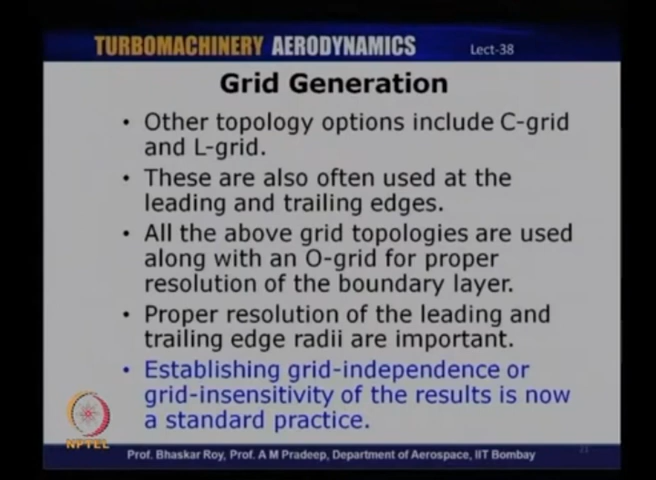 TURBOMACHINERY AERODYNAMICS Lect-38
Grid Generation
• Other topology options include C-grid
and L-grid.
• These are also often used at the
leading and trailing edges.
• All the above grid topologies are used
along with an O-grid for proper
resolution of the boundary layer.
• Proper resolution of the leading and
trailing edge radii are important.
• Establishing grid-independence or
grid-insensitivity of the results is now
a standard practice.
NPTEL
Prof. Bhaskar Roy, Prof. A M Pradeep, Department of Aerospace, IIT Bombay